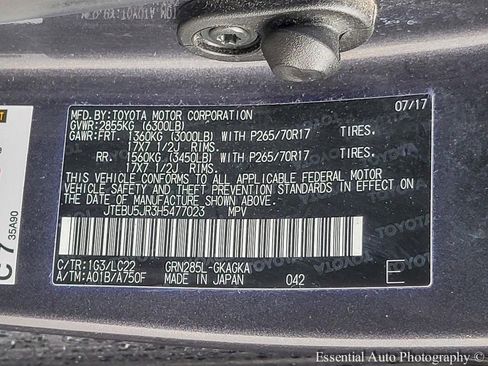 MFD. BY: TOYOTA MOTOR CORPORATION 07/17
GVWR: 2855KG (6300LB)
GAWR: FRT. 1360KG (3000LB) WITH P265/70R17 TIRES.
17X7 1/2J RIMS.
RR. 1560KG (3450LB) WITH P265/70R17 TIRES.
17X7 1/2J RIMS.
THIS VEHICLE CONFORMS TO ALL APPLICABLE FEDERAL MOTOR
VEHICLE SAFETY AND THEFT PREVENTION STANDARDS IN EFFECT
ON THE DATE OF MANUFACTURE SHOWN ABOVE.
JTEBU5JR3H5477023 MPV
C/TR: 1G3/LC22 GRN285L-GKAGKA
A/TM: A01B/A750F MADE IN JAPAN 042 E
C 7
35A90
Essential Auto Photography (c)